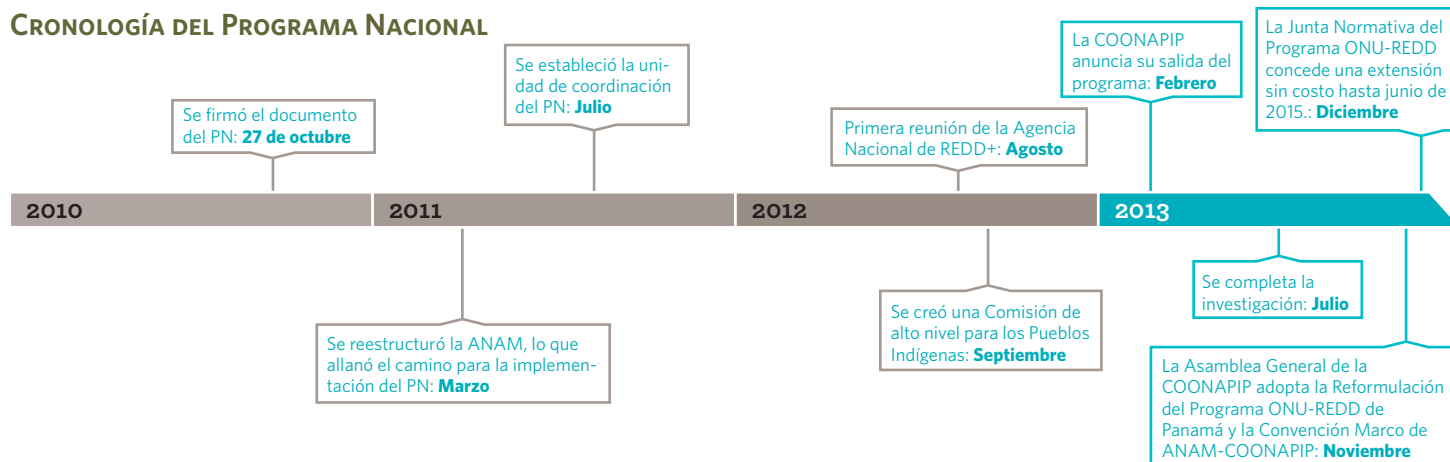 Cronología del Programa Nacional
Se firmó el documento
del PN: 27 de octubre
Se estableció la uni-
dad de coordinación
del PN: Julio
Primera reunión de la Agencia
Nacional de REDD+: Agosto
La COONAPIP
anuncia su salida del
programa: Febrero
La Junta Normativa del
Programa ONU-REDD
concede una extensión
sin costo hasta junio de
2015.: Diciembre
2010
2011
2012
2013
Se reestructuró la ANAM, lo que
allanó el camino para la implemen-
tación del PN: Marzo
Se creó una Comisión de
alto nivel para los Pueblos
Indígenas: Septiembre
Se completa la
investigación: Julio
La Asamblea General de la
COONAPIP adopta la Reformulación
del Programa ONU-REDD de
Panamá y la Convención Marco de
ANAM-COONAPIP: Noviembre